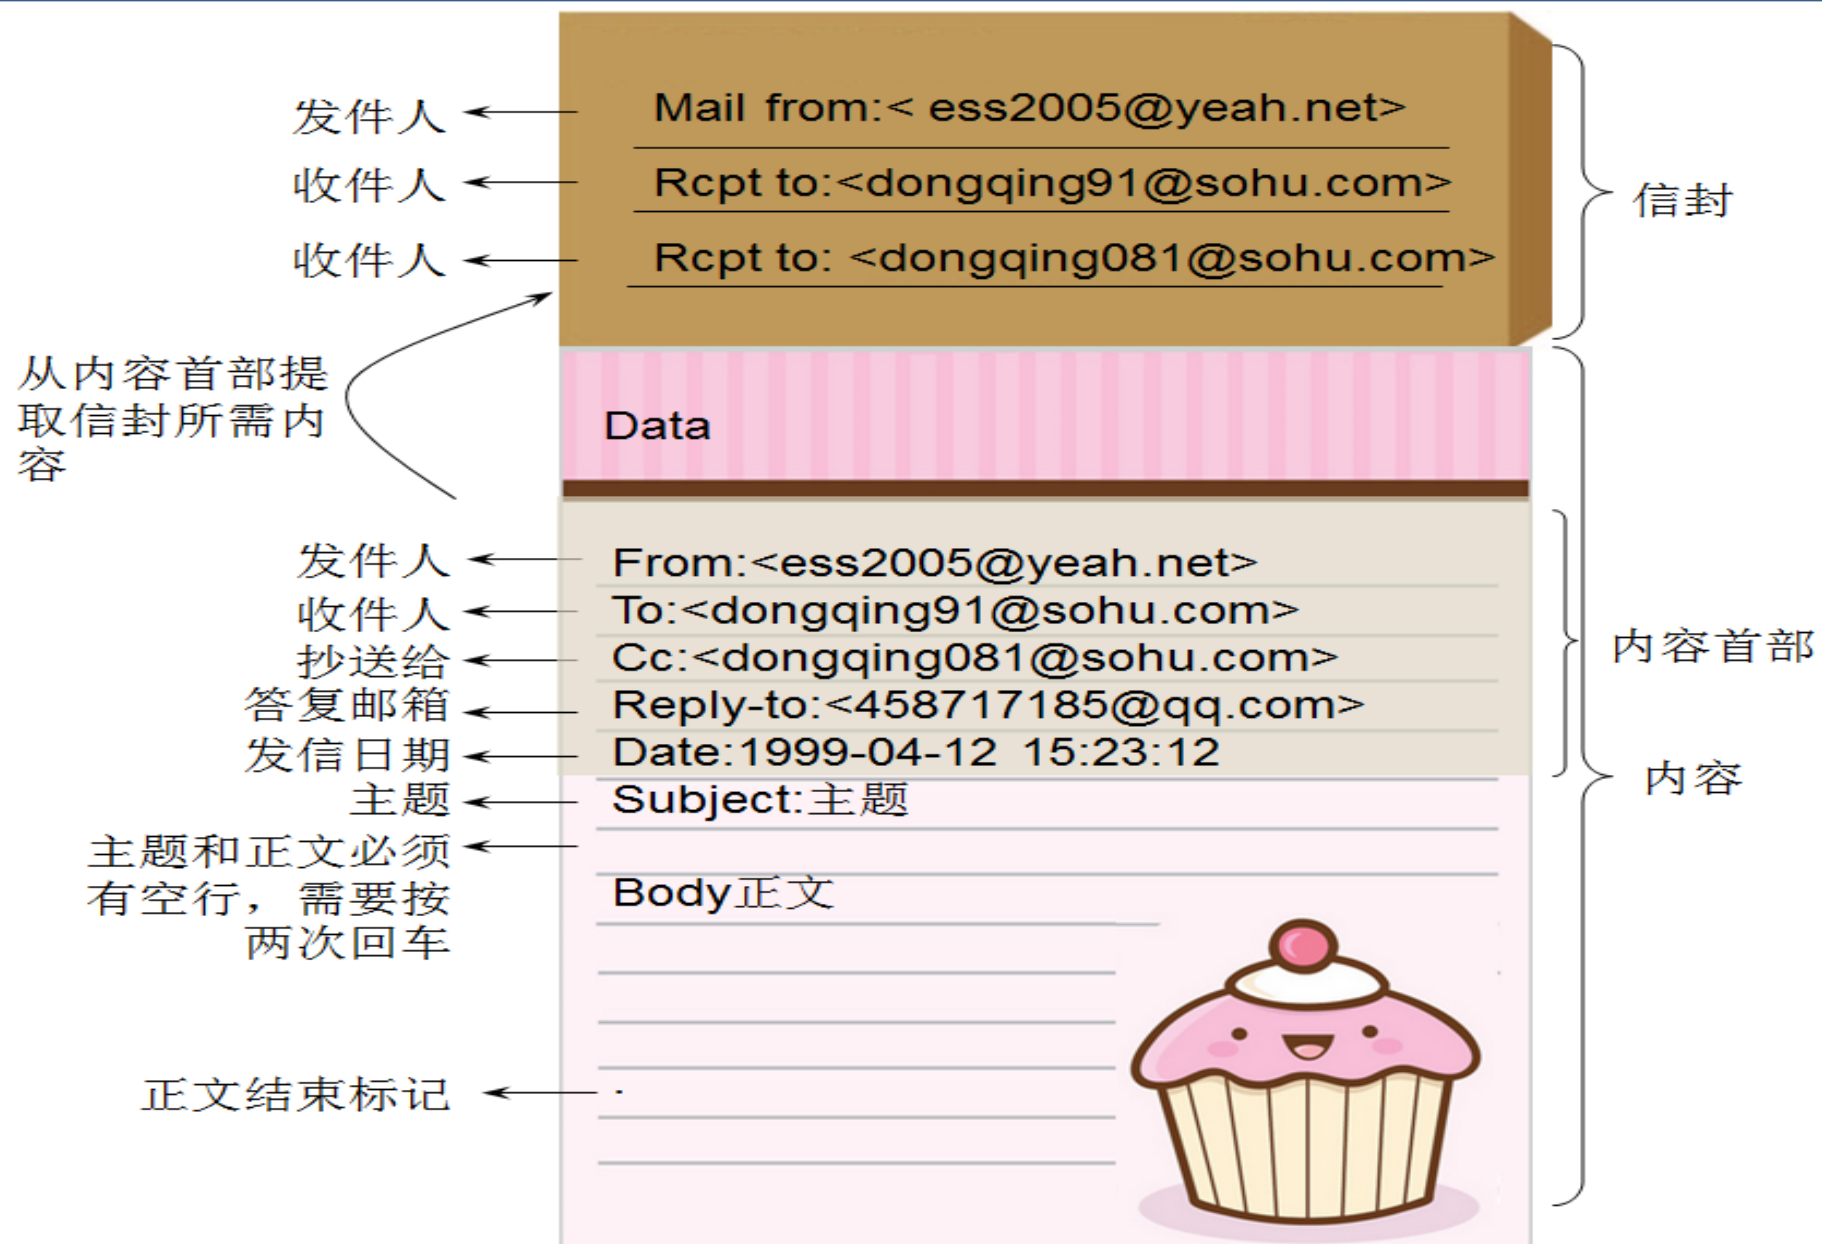 发件人 Mail from:< ess2005@yeah.net>
收件人 Rcpt to:<dongqing91@sohu.com>
信封
收件人 Rcpt to: <dongqing081@sohu.com>
从内容首部提
取信封所需内
容
Data
发件人 From:<ess2005@yeah.net>
收件人 To:<dongqing91@sohu.com>
内容首部
抄送给 Cc:<dongqing081@sohu.com>
答复邮箱 Reply-to:<458717185@qq.com>
发信日期 Date:1999-04-12 15:23:12
内容
主题 Subject:主题
主题和正文必须
有空行，需要按
两次回车
Body正文
正文结束标记 .